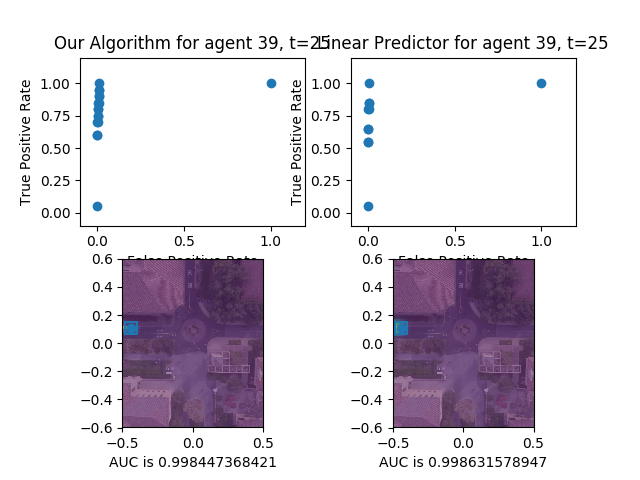 Our Algorithm for agent 39, t=25
Linear Predictor for agent 39, t=25
True Positive Rate
1.00
0.75
0.50
0.25
0.00
0.0 0.5 1.0
False Positive Rate
True Positive Rate
1.00
0.75
0.50
0.25
0.00
0.0 0.5 1.0
False Positive Rate
0.6
0.4
0.2
0.0
−0.2
−0.4
−0.6
−0.5 0.0 0.5
AUC is 0.998447368421
0.6
0.4
0.2
0.0
−0.2
−0.4
−0.6
−0.5 0.0 0.5
AUC is 0.998631578947